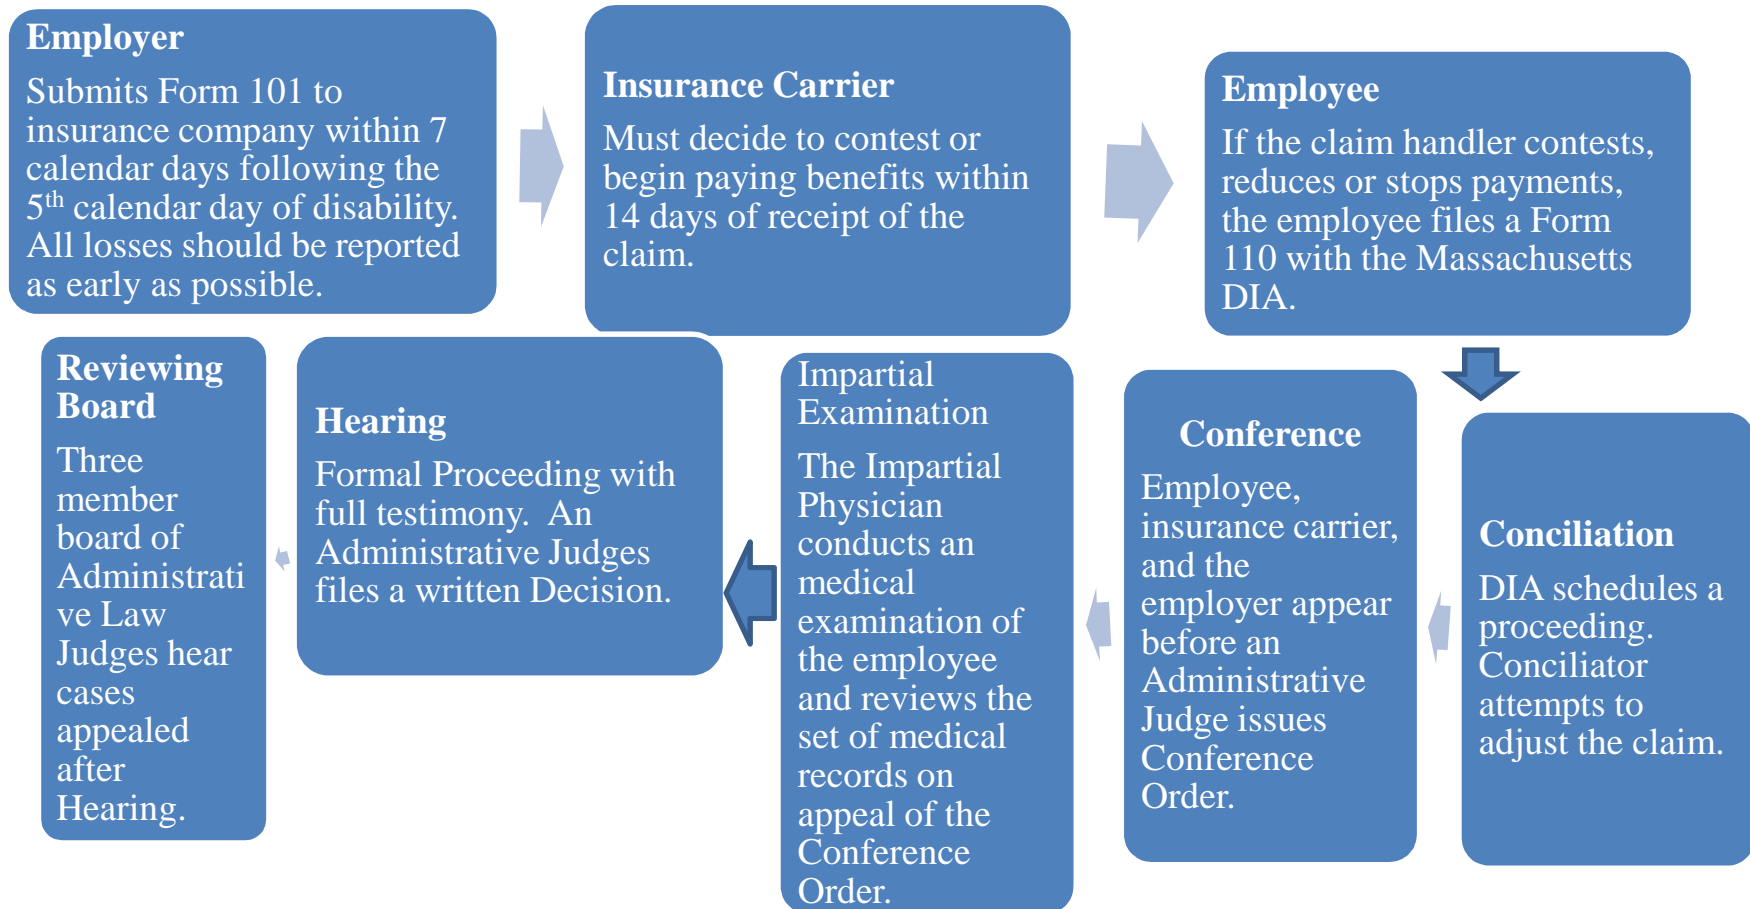 Employer
Submits Form 101 to
insurance company within 7
calendar days following the
5th calendar day of disability.
All losses should be reported
as early as possible.
Insurance Carrier
Must decide to contest or
begin paying benefits within
14 days of receipt of the
claim.
Employee
If the claim handler contests,
reduces or stops payments,
the employee files a Form
110 with the Massachusetts
DIA.
Conciliation
DIA schedules a
proceeding.
Conciliator
attempts to
adjust the claim.
Conference
Employee,
insurance carrier,
and the
employer appear
before an
Administrative
Judge issues
Conference
Order.
Impartial
Examination
The Impartial
Physician
conducts an
medical
examination of
the employee
and reviews the
set of medical
records on
appeal of the
Conference
Order.
Hearing
Formal Proceeding with
full testimony.  An
Administrative Judges
files a written Decision.
Reviewing
Board
Three
member
board of
Administrati
ve Law
Judges hear
cases
appealed
after
Hearing.